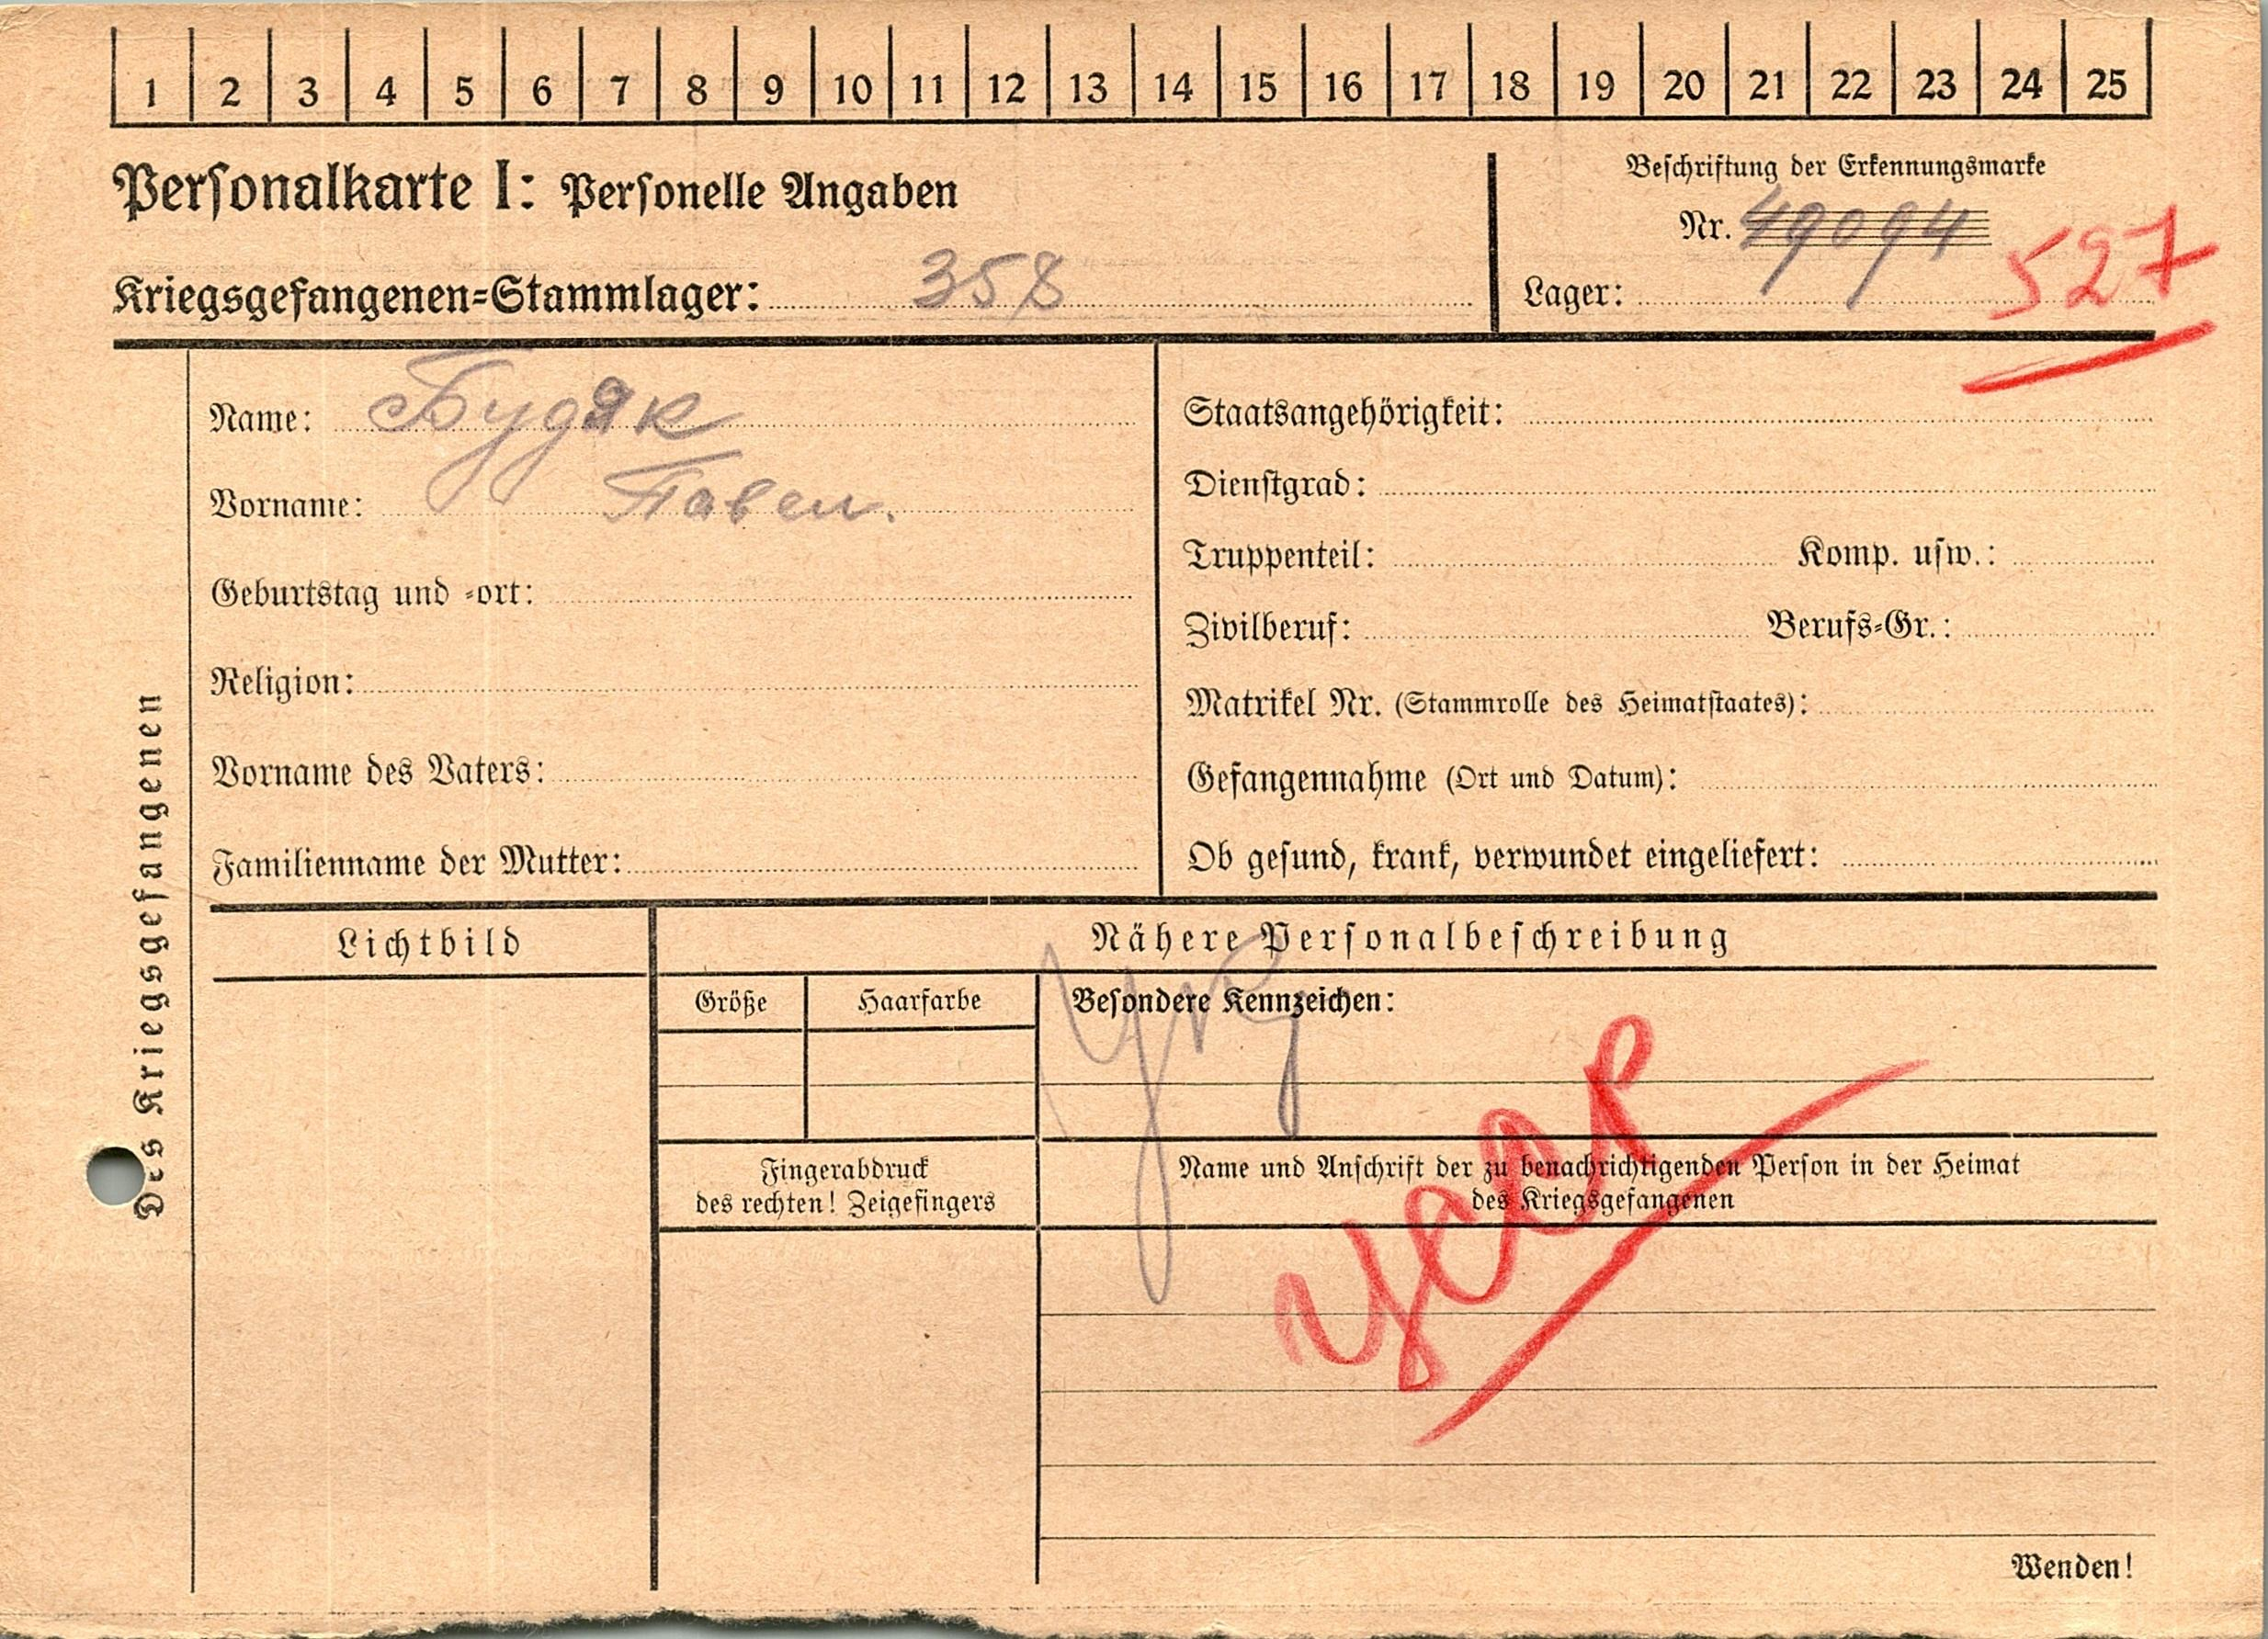 1 2 3 4 5 6 7 8 9 10 11 12 13 14 15 16 17 18 19 20 21 22 23 24 25
Personalkarte I: Personelle Angaben
Kriegsgefangenen-Stammlager: 358
Beschriftung der Erkennungsmarke
Nr. 49094
527
Lager:
Des Kriegsgefangenen
Name: Будяк
Vorname: Павел.
Geburtstag und -ort:
Religion:
Vorname des Vaters:
Familienname der Mutter:
Staatsangehörigkeit:
Dienstgrad:
Truppenteil: Komp. usw.:
Zivilberuf: Berufs-Gr.:
Matrikel Nr. (Stammrolle des Heimatstaates):
Gefangennahme (Ort und Datum):
Ob gesund, krank, verwundet eingeliefert:
Lichtbild
Nähere Personalbeschreibung
Größe Haarfarbe
Besondere Kennzeichen:
Fingerabdruck
des rechten! Zeigefingers
Name und Anschrift der zu benachrichtigenden Person in der Heimat
des Kriegsgefangenen
Wenden!